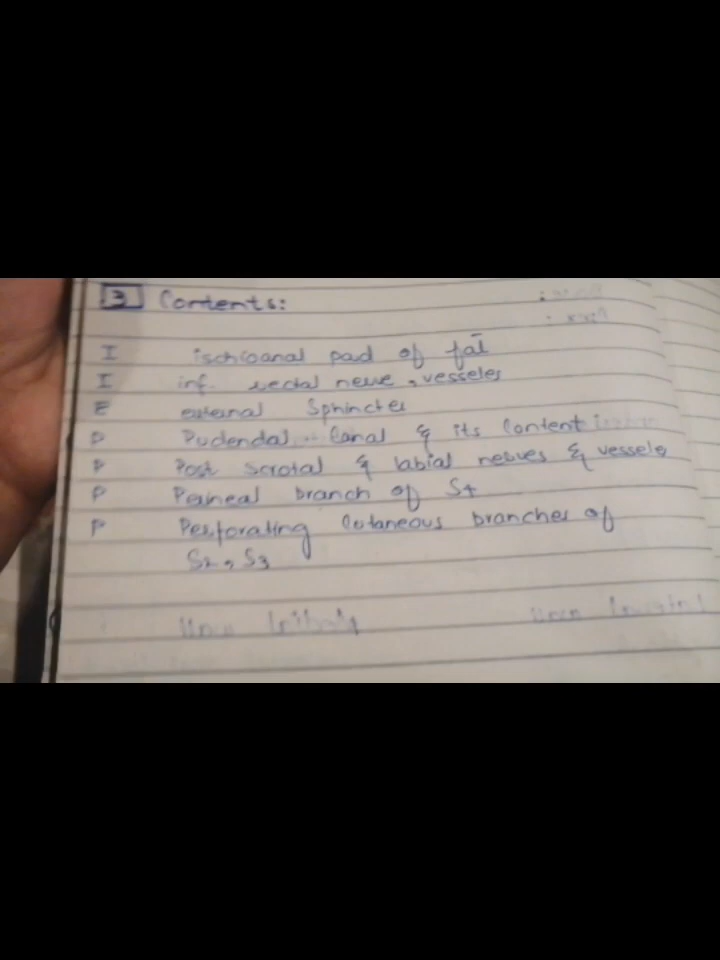 3 Contents:
I ischioanal pad of fat
I inf. rectal nerve, vesseles
E external Sphincter
P Pudendal Canal & its Content
P Post scrotal & labial nerves & vessels
P Perineal branch of S4
P Perforating Cutaneous branches of
S2, S3